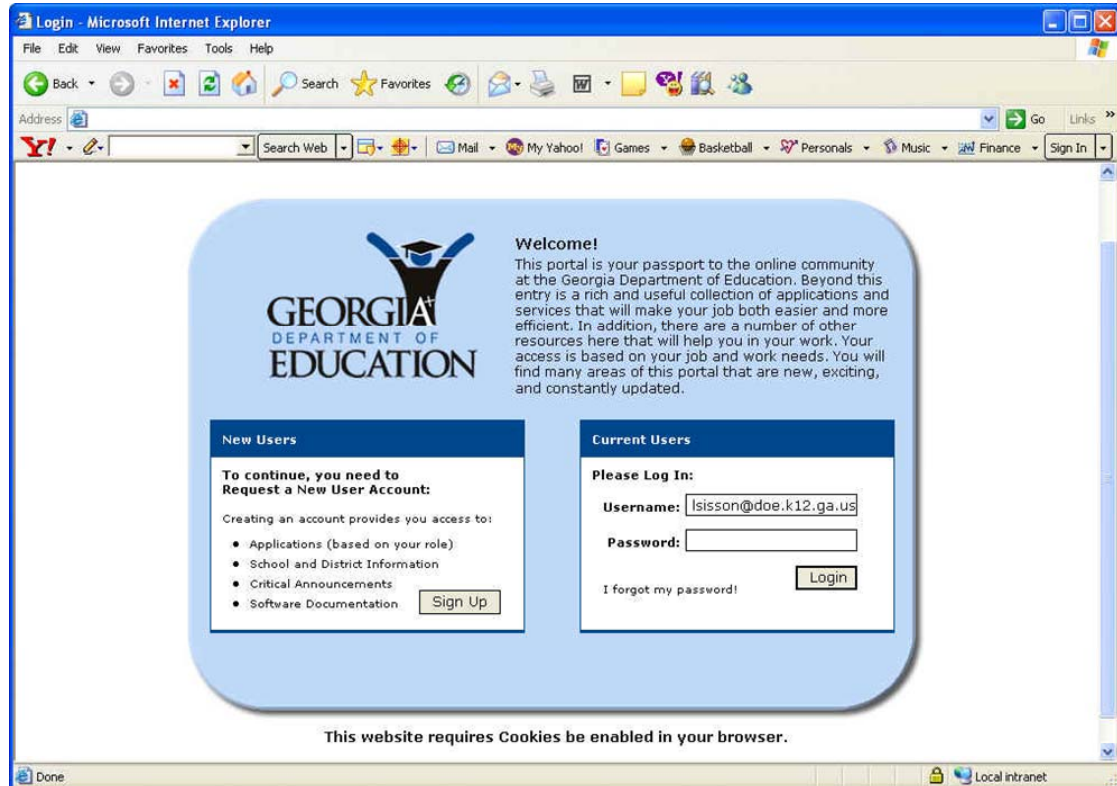 Login - Microsoft Internet Explorer
File Edit View Favorites Tools Help
Back Search Favorites
Address Go Links »
Y! Search Web Mail My Yahoo! Games Basketball Personals Music Finance Sign In
GEORGIA
DEPARTMENT OF
EDUCATION
Welcome!
This portal is your passport to the online community
at the Georgia Department of Education. Beyond this
entry is a rich and useful collection of applications and
services that will make your job both easier and more
efficient. In addition, there are a number of other
resources here that will help you in your work. Your
access is based on your job and work needs. You will
find many areas of this portal that are new, exciting,
and constantly updated.
New Users
To continue, you need to
Request a New User Account:
Creating an account provides you access to:
• Applications (based on your role)
• School and District Information
• Critical Announcements
• Software Documentation
Sign Up
Current Users
Please Log In:
Username: lsisson@doe.k12.ga.us
Password:
I forgot my password!
Login
This website requires Cookies be enabled in your browser.
Done Local intranet